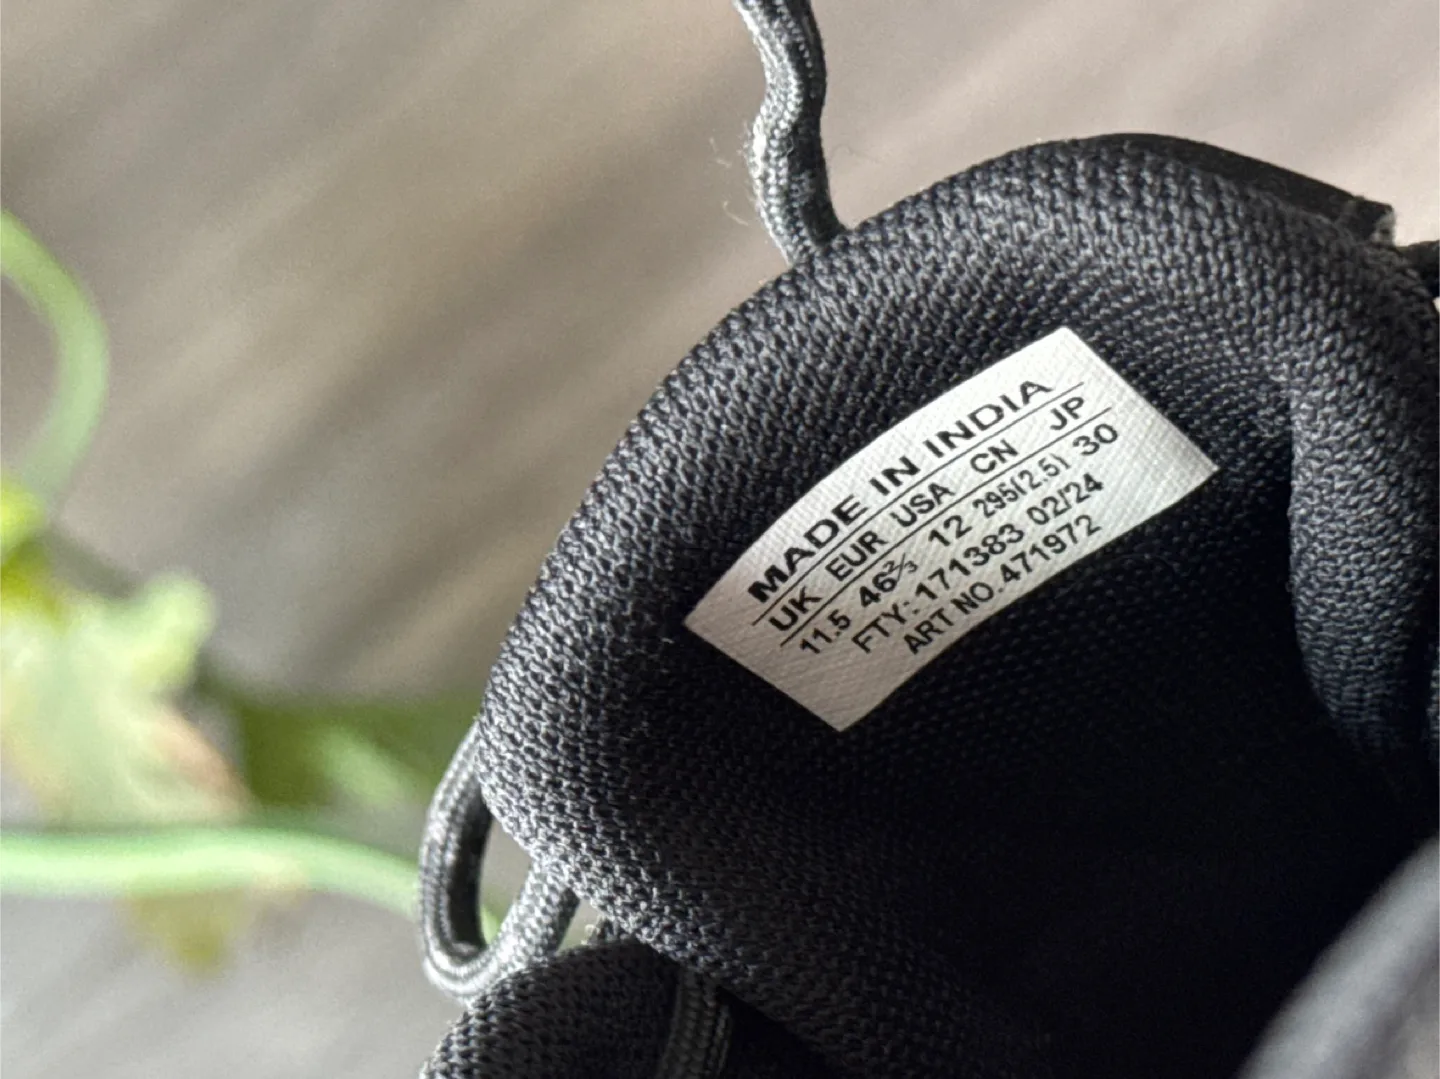 MADE IN INDIA
UK EUR USA CN JP
11.5 46⅔ 12 295(2.5) 30
FTY: 171383 02/24
ART NO. 471972